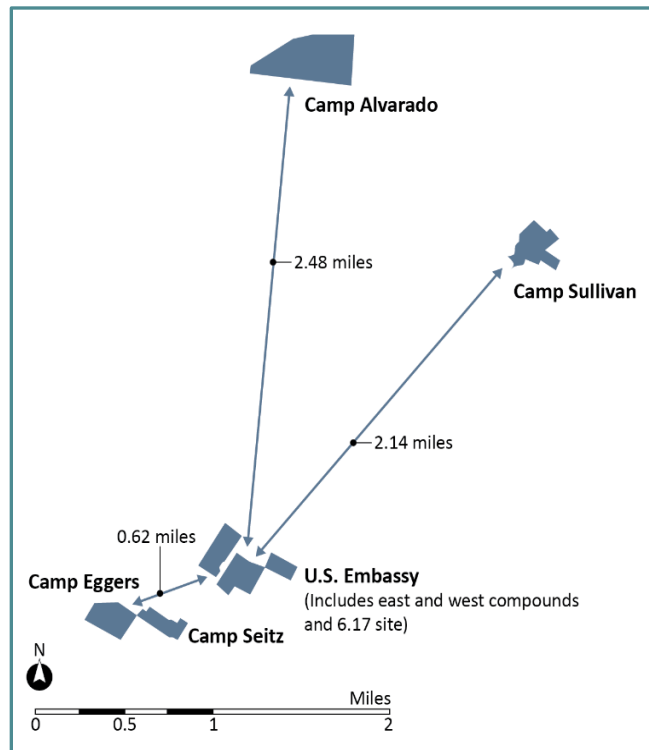 Camp Alvarado
2.48 miles
Camp Sullivan
2.14 miles
0.62 miles
Camp Eggers
U.S. Embassy
(Includes east and west compounds
and 6.17 site)
Camp Seitz
N
Miles
0 0.5 1 2